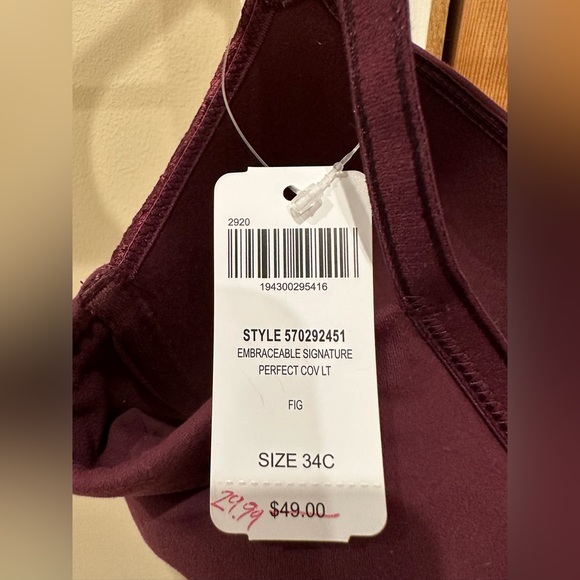 2920
194300295416
STYLE 570292451
EMBRACEABLE SIGNATURE
PERFECT COV LT
FIG
SIZE 34C
29.99 $49.00